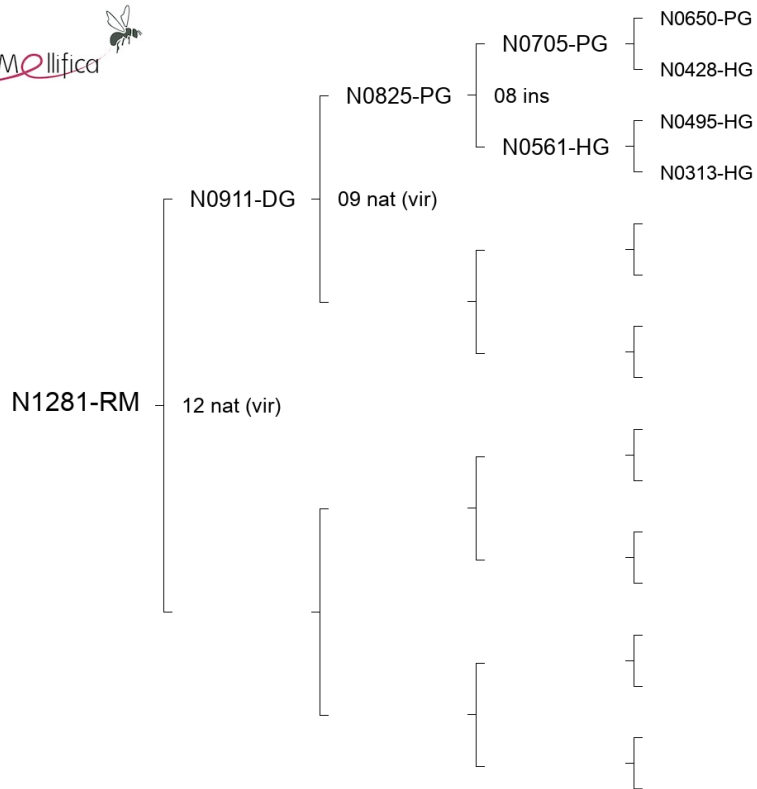 Mellifica
N0650-PG
N0705-PG
N0428-HG
N0825-PG
08 ins
N0495-HG
N0561-HG
N0313-HG
N0911-DG
09 nat (vir)
N1281-RM
12 nat (vir)